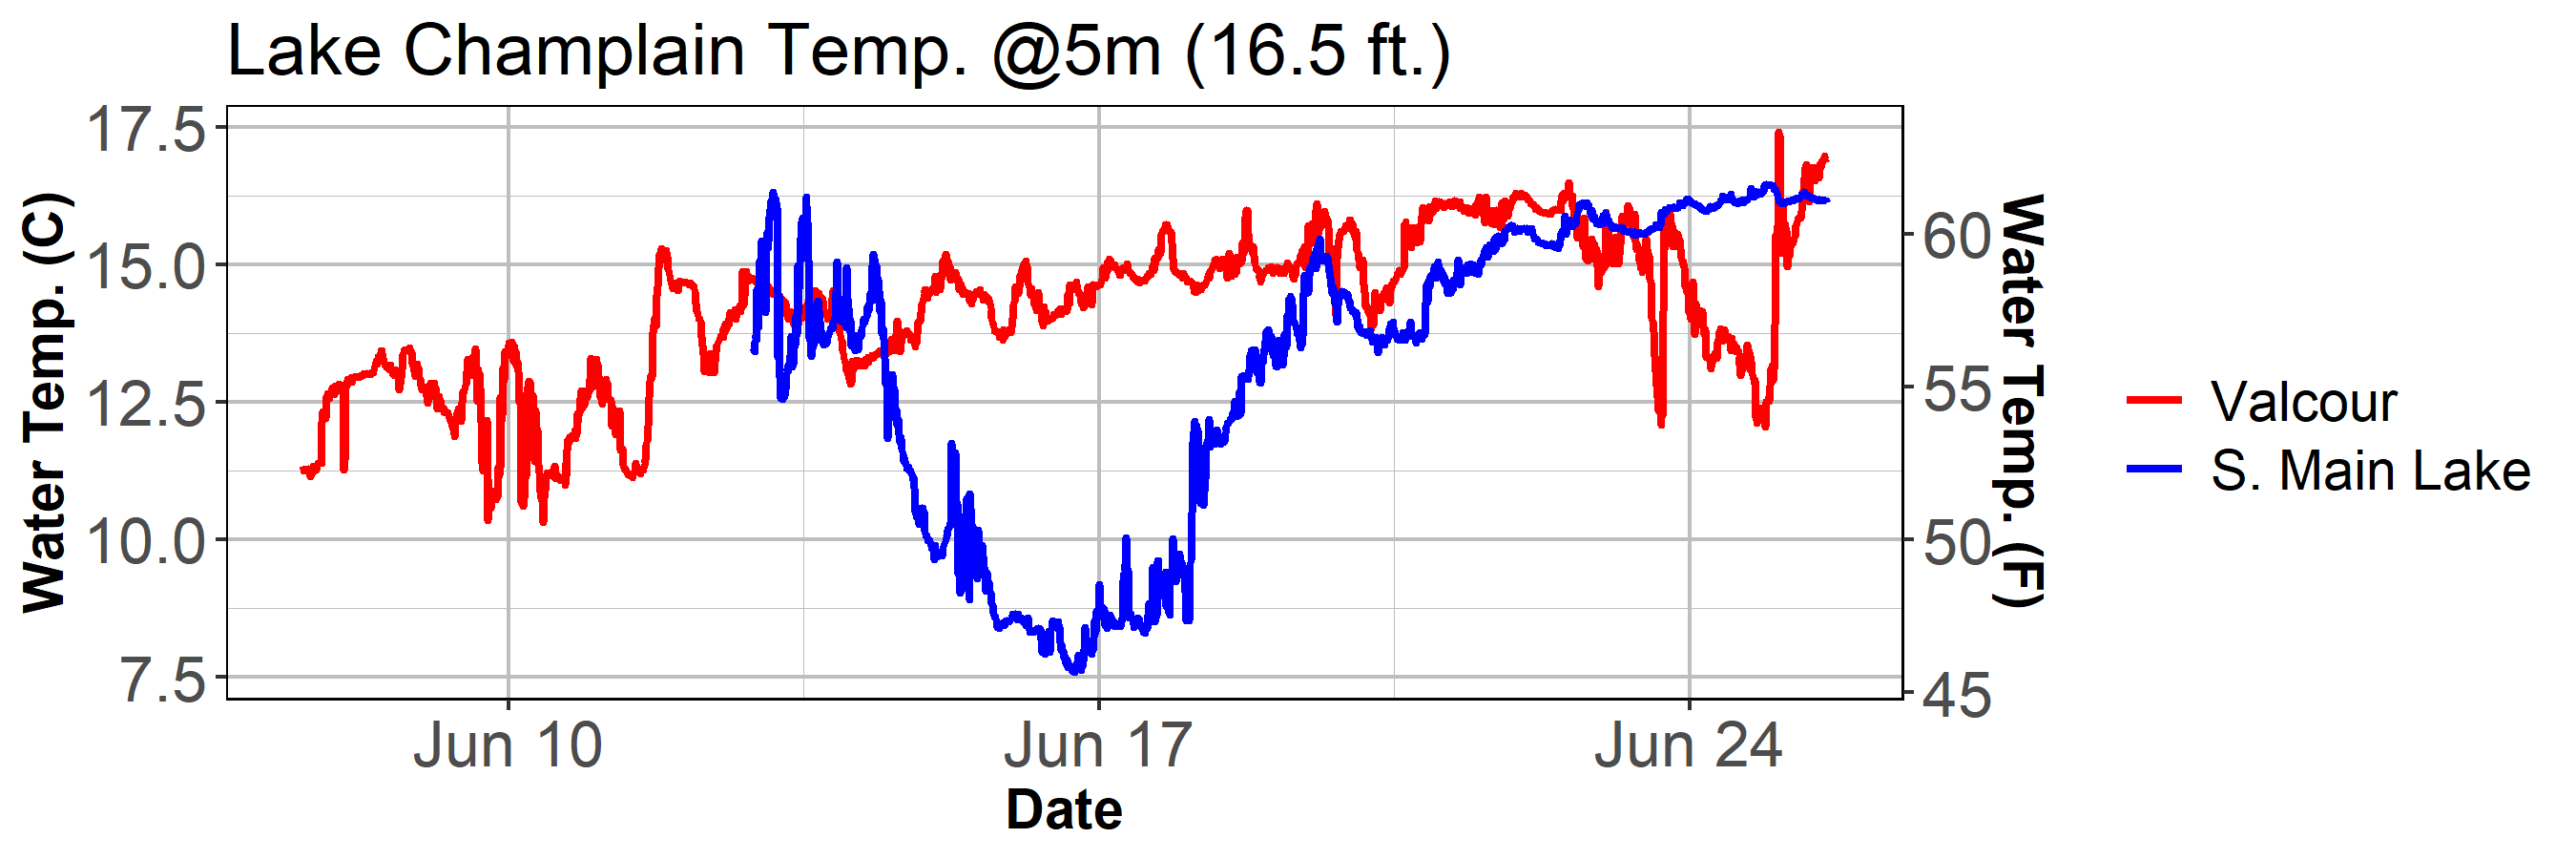 Lake Champlain Temp. @5m (16.5 ft.)
Water Temp. (C)
17.5
15.0
12.5
10.0
7.5
60
55
50
45
Water Temp. (F)
Jun 10
Jun 17
Jun 24
Date
Valcour
S. Main Lake